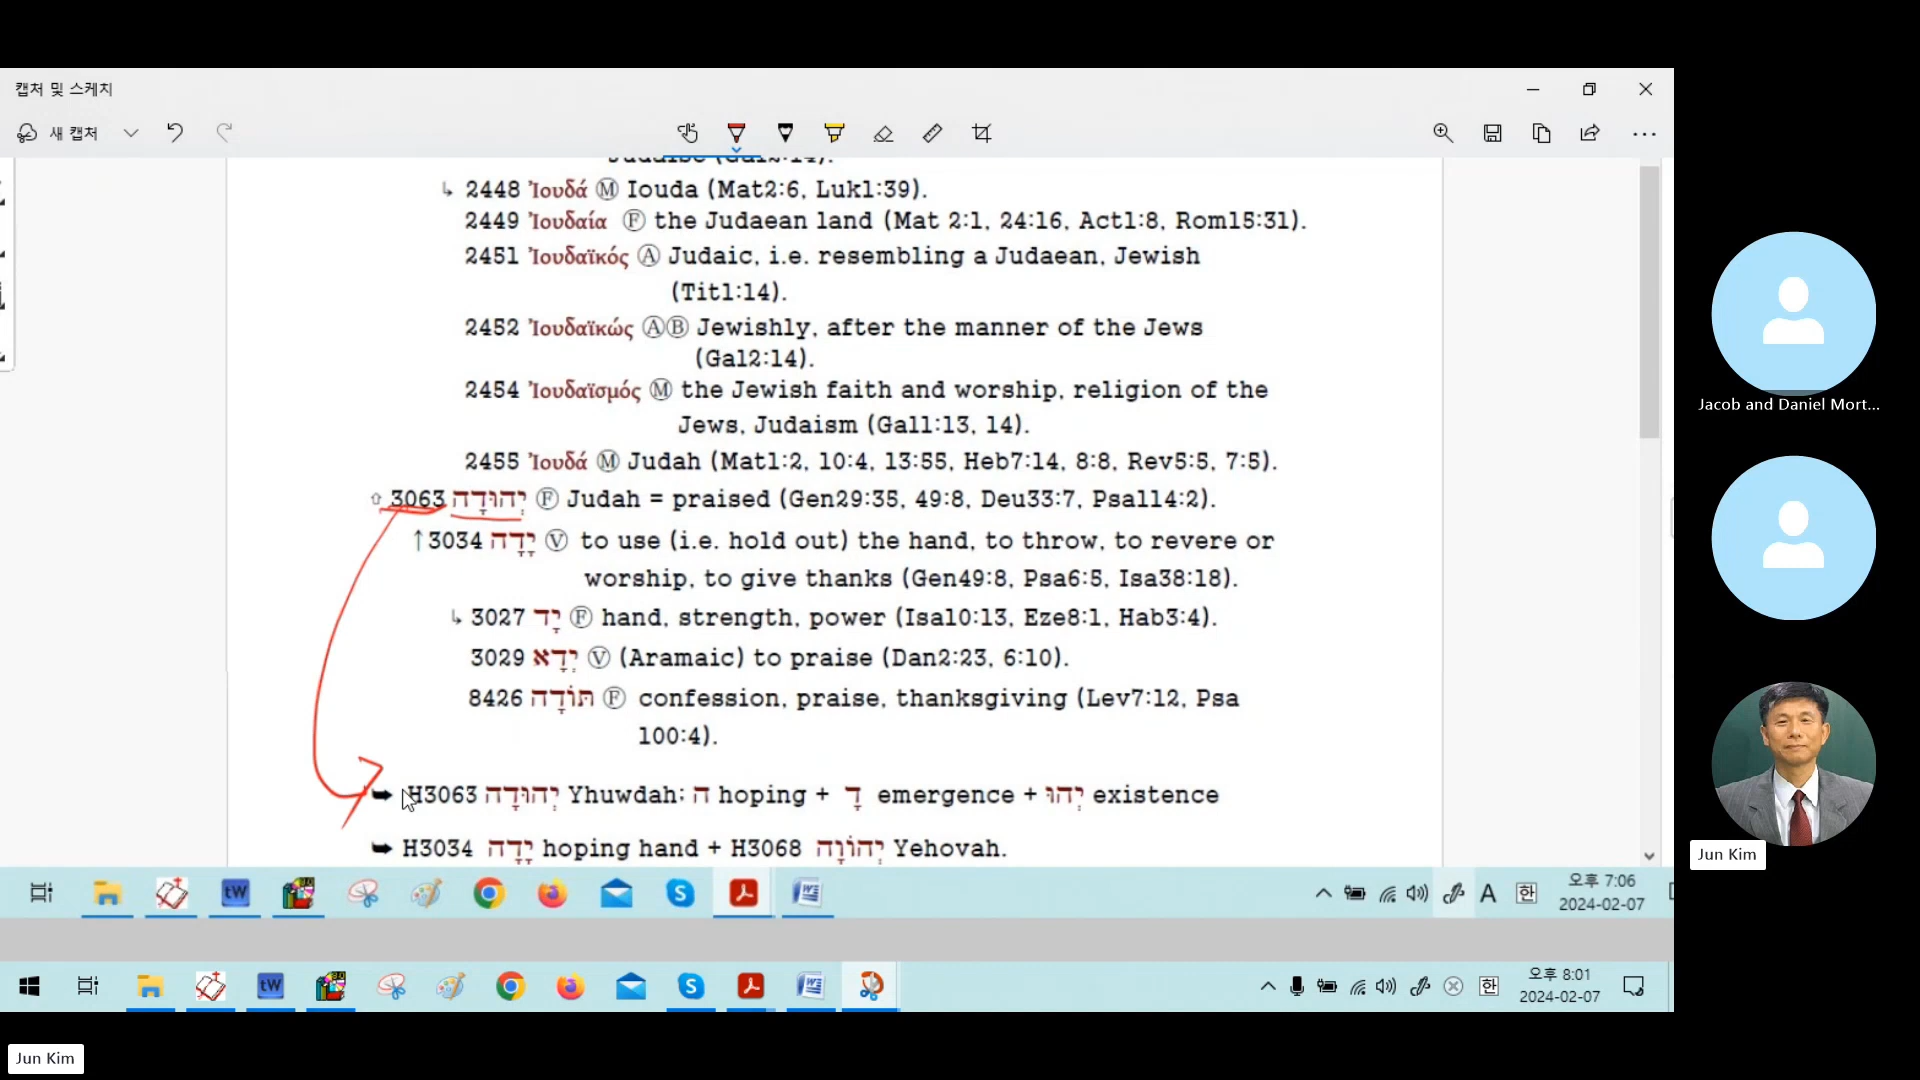 캡처 및 스케치
새 캡처
Judaise (Gal2:14).
↳ 2448 Ἰουδά Ⓜ Iouda (Mat2:6, Luk1:39).
2449 Ἰουδαία Ⓕ the Judaean land (Mat 2:1, 24:16, Act1:8, Rom15:31).
2451 Ἰουδαϊκός Ⓐ Judaic, i.e. resembling a Judaean, Jewish
(Tit1:14).
2452 Ἰουδαϊκώς ⒶⒷ Jewishly, after the manner of the Jews
(Gal2:14).
2454 Ἰουδαϊσμός Ⓜ the Jewish faith and worship, religion of the
Jews, Judaism (Gal1:13, 14).
2455 Ἰουδά Ⓜ Judah (Mat1:2, 10:4, 13:55, Heb7:14, 8:8, Rev5:5, 7:5).
⇧ 3063 יְהוּדָה Ⓕ Judah = praised (Gen29:35, 49:8, Deu33:7, Psa114:2).
↑3034 יָדָה Ⓥ to use (i.e. hold out) the hand, to throw, to revere or
worship, to give thanks (Gen49:8, Psa6:5, Isa38:18).
↳ 3027 יָד Ⓕ hand, strength, power (Isa10:13, Eze8:1, Hab3:4).
3029 יְדָא Ⓥ (Aramaic) to praise (Dan2:23, 6:10).
8426 תּוֹדָה Ⓕ confession, praise, thanksgiving (Lev7:12, Psa
100:4).
➥ H3063 יְהוּדָה Yhuwdah: ה hoping + דָ emergence + יְהוּ existence
➥ H3034 יָדָה hoping hand + H3068 יְהוֹוָה Yehovah.
A 한 오후 7:06
2024-02-07
한 오후 8:01
2024-02-07
Jacob and Daniel Mort...
Jun Kim
Jun Kim